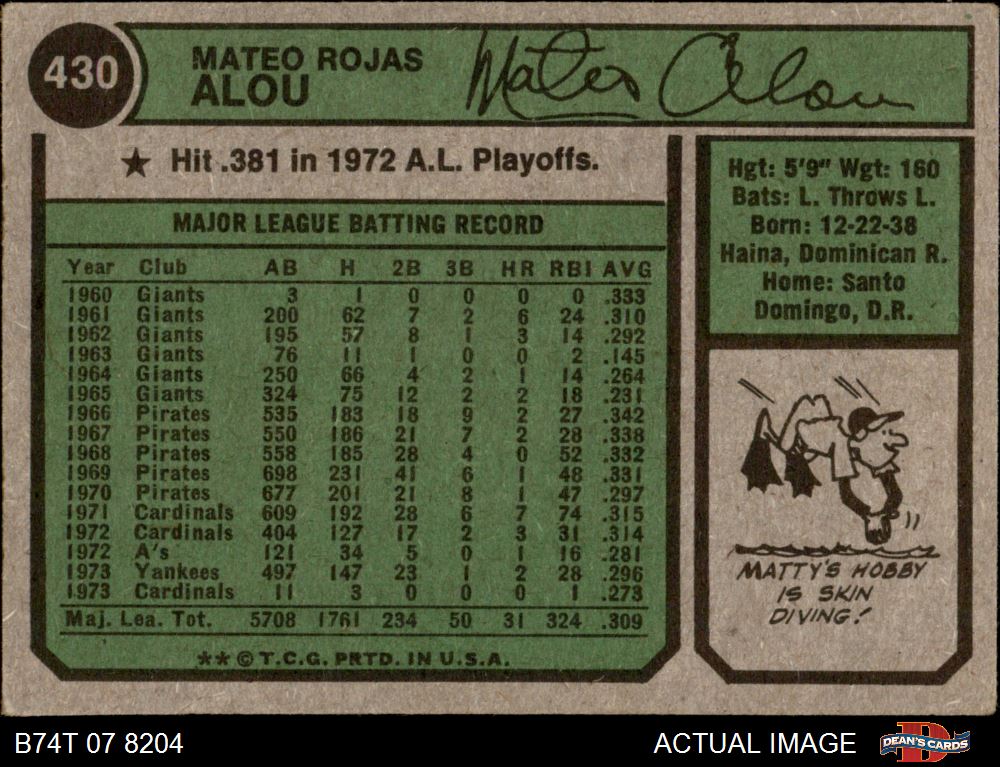 430
MATEO ROJAS
ALOU
Mateo Alou
★ Hit .381 in 1972 A.L. Playoffs.
MAJOR LEAGUE BATTING RECORD
Year Club AB H 2B 3B HR RBI AVG
1960 Giants 3 1 0 0 0 0 .333
1961 Giants 200 62 7 2 6 24 .310
1962 Giants 195 57 8 1 3 14 .292
1963 Giants 76 11 1 0 0 2 .145
1964 Giants 250 66 4 2 1 14 .264
1965 Giants 324 75 12 2 2 18 .231
1966 Pirates 535 183 18 9 2 27 .342
1967 Pirates 550 186 21 7 2 28 .338
1968 Pirates 558 185 28 4 0 52 .332
1969 Pirates 698 231 41 6 1 48 .331
1970 Pirates 677 201 21 8 1 47 .297
1971 Cardinals 609 192 28 6 7 74 .315
1972 Cardinals 404 127 17 2 3 31 .314
1972 A's 121 34 5 0 1 16 .281
1973 Yankees 497 147 23 1 2 28 .296
1973 Cardinals 11 3 0 0 0 1 .273
Maj. Lea. Tot. 5708 1761 234 50 31 324 .309
** © T.C.G. PRTD. IN U.S.A.
Hgt: 5'9" Wgt: 160
Bats: L. Throws L.
Born: 12-22-38
Haina, Dominican R.
Home: Santo
Domingo, D.R.
MATTY'S HOBBY
IS SKIN
DIVING!
B74T 07 8204
ACTUAL IMAGE
DEAN'S CARDS